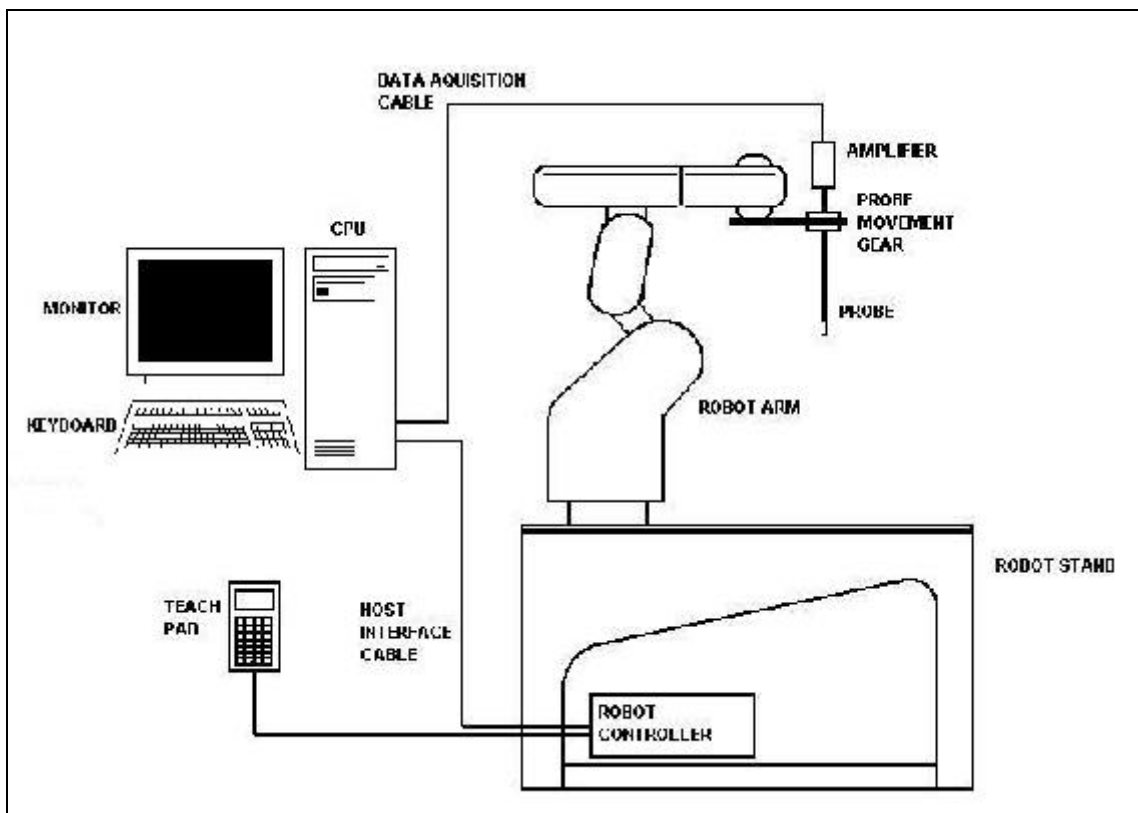 DATA AQUISITION
CABLE
AMPLIFIER
PROBE
MOVEMENT
GEAR
CPU
MONITOR
PROBE
KEYBOARD
ROBOT ARM
ROBOT STAND
TEACH
PAD
HOST
INTERFACE
CABLE
ROBOT
CONTROLLER